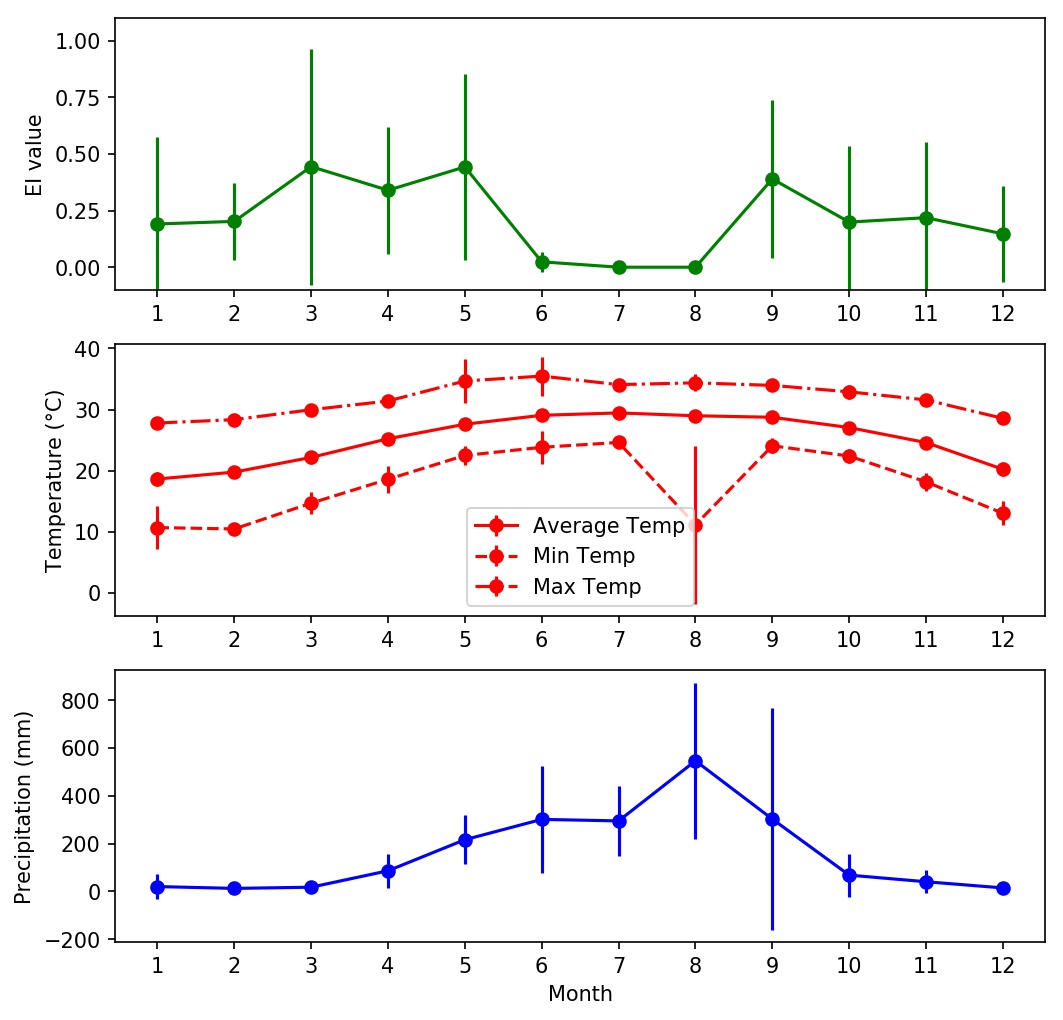 EI value
1.00
0.75
0.50
0.25
0.00
1 2 3 4 5 6 7 8 9 10 11 12
Temperature (°C)
40
30
20
10
0
Average Temp
Min Temp
Max Temp
1 2 3 4 5 6 7 8 9 10 11 12
Precipitation (mm)
800
600
400
200
0
−200
1 2 3 4 5 6 7 8 9 10 11 12
Month